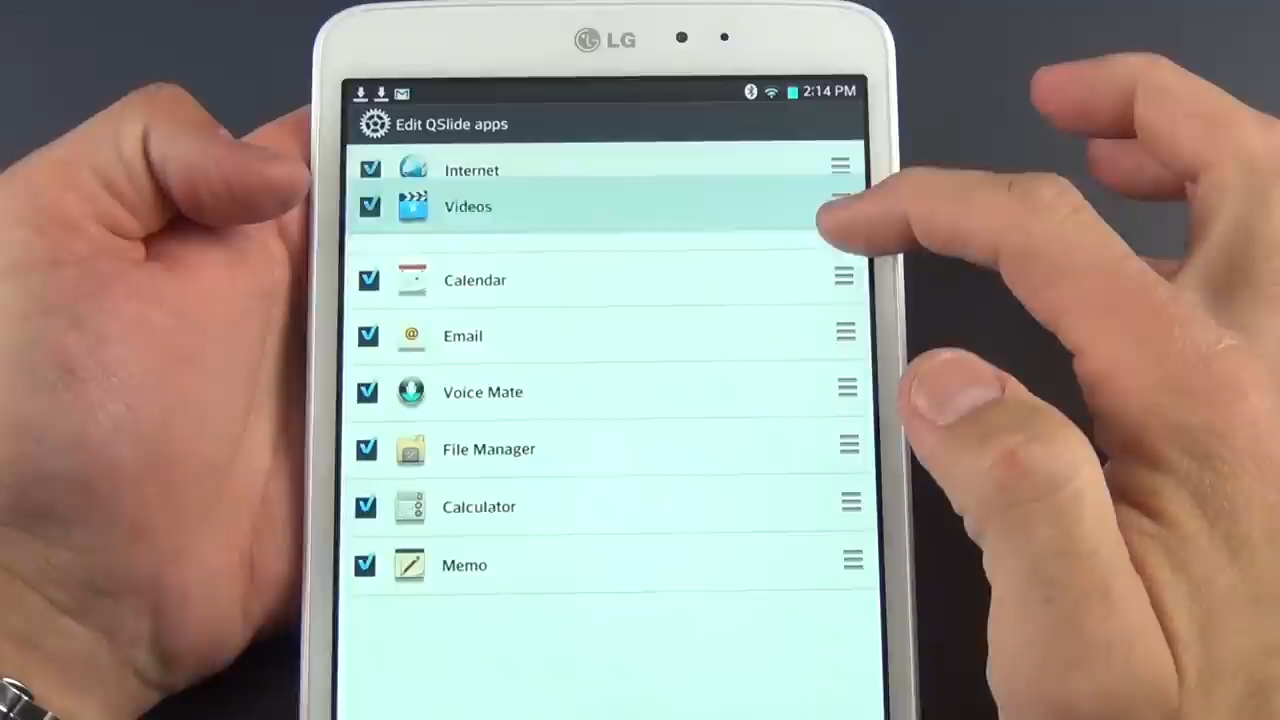 LG
2:14 PM
Edit QSlide apps
Internet
Videos
Calendar
Email
Voice Mate
File Manager
Calculator
Memo